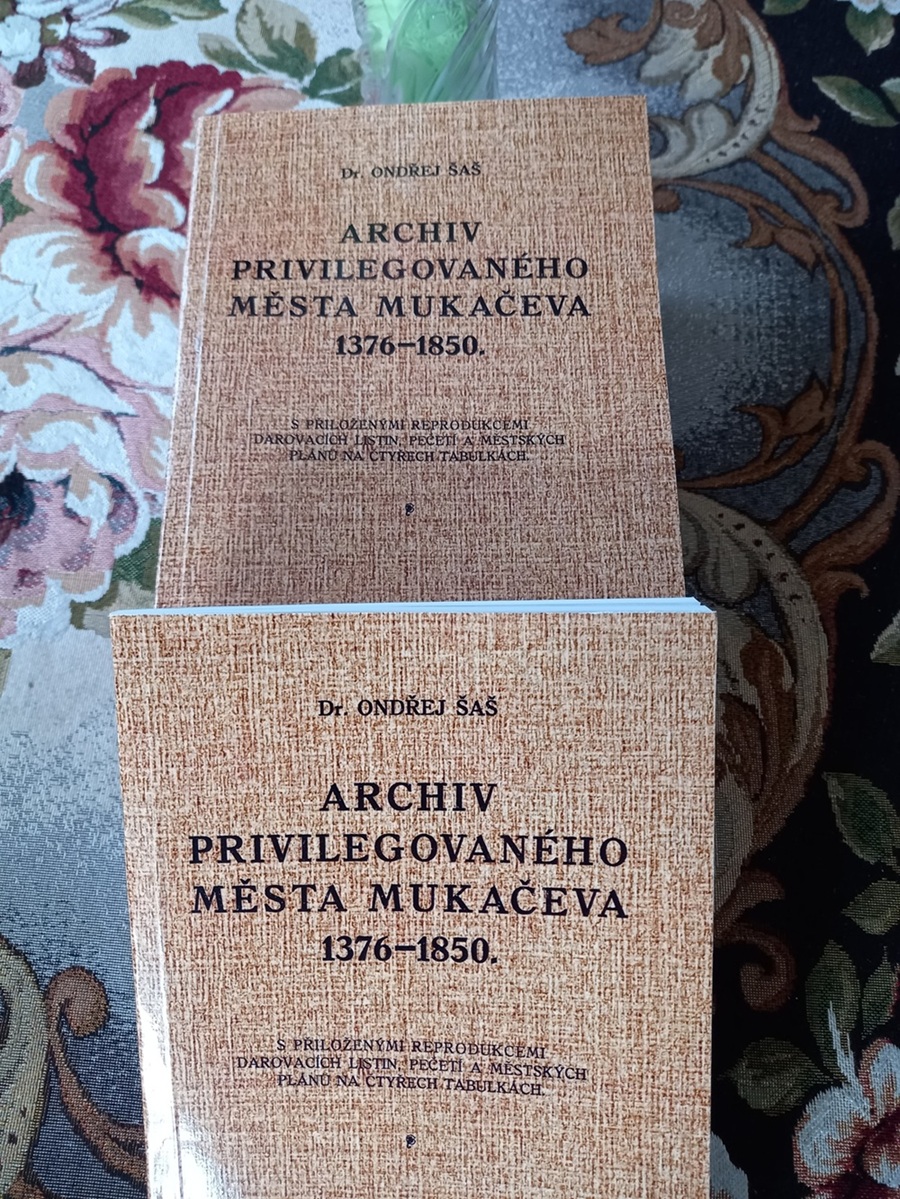 Dr. ONDŘEJ ŠAŠ
ARCHIV
PRIVILEGOVANÉHO
MĚSTA MUKAČEVA
1376—1850.
S PŘILOŽENÝMI REPRODUKCEMI
DAROVACÍCH LISTIN, PEČETÍ A MĚSTSKÝCH
PLÁNŮ NA ČTYŘECH TABULKÁCH.
Dr. ONDŘEJ ŠAŠ
ARCHIV
PRIVILEGOVANÉHO
MĚSTA MUKAČEVA
1376—1850.
S PŘILOŽENÝMI REPRODUKCEMI
DAROVACÍCH LISTIN, PEČETÍ A MĚSTSKÝCH
PLÁNŮ NA ČTYŘECH TABULKÁCH.